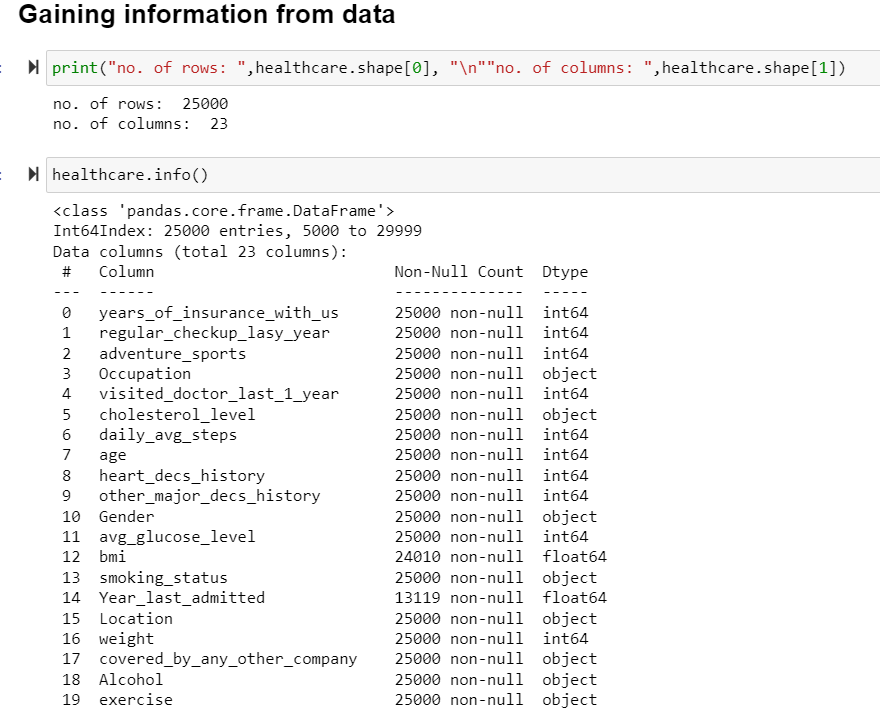 Gaining information from data
: print("no. of rows: ",healthcare.shape[0], "\n""no. of columns: ",healthcare.shape[1])
no. of rows:  25000
no. of columns:  23
: healthcare.info()
<class 'pandas.core.frame.DataFrame'>
Int64Index: 25000 entries, 5000 to 29999
Data columns (total 23 columns):
 #   Column                          Non-Null Count  Dtype
---  ------                          --------------  -----
 0   years_of_insurance_with_us      25000 non-null  int64
 1   regular_checkup_lasy_year       25000 non-null  int64
 2   adventure_sports                25000 non-null  int64
 3   Occupation                      25000 non-null  object
 4   visited_doctor_last_1_year      25000 non-null  int64
 5   cholesterol_level               25000 non-null  object
 6   daily_avg_steps                 25000 non-null  int64
 7   age                             25000 non-null  int64
 8   heart_decs_history              25000 non-null  int64
 9   other_major_decs_history        25000 non-null  int64
 10  Gender                          25000 non-null  object
 11  avg_glucose_level               25000 non-null  int64
 12  bmi                             24010 non-null  float64
 13  smoking_status                  25000 non-null  object
 14  Year_last_admitted              13119 non-null  float64
 15  Location                        25000 non-null  object
 16  weight                          25000 non-null  int64
 17  covered_by_any_other_company    25000 non-null  object
 18  Alcohol                         25000 non-null  object
 19  exercise                        25000 non-null  object